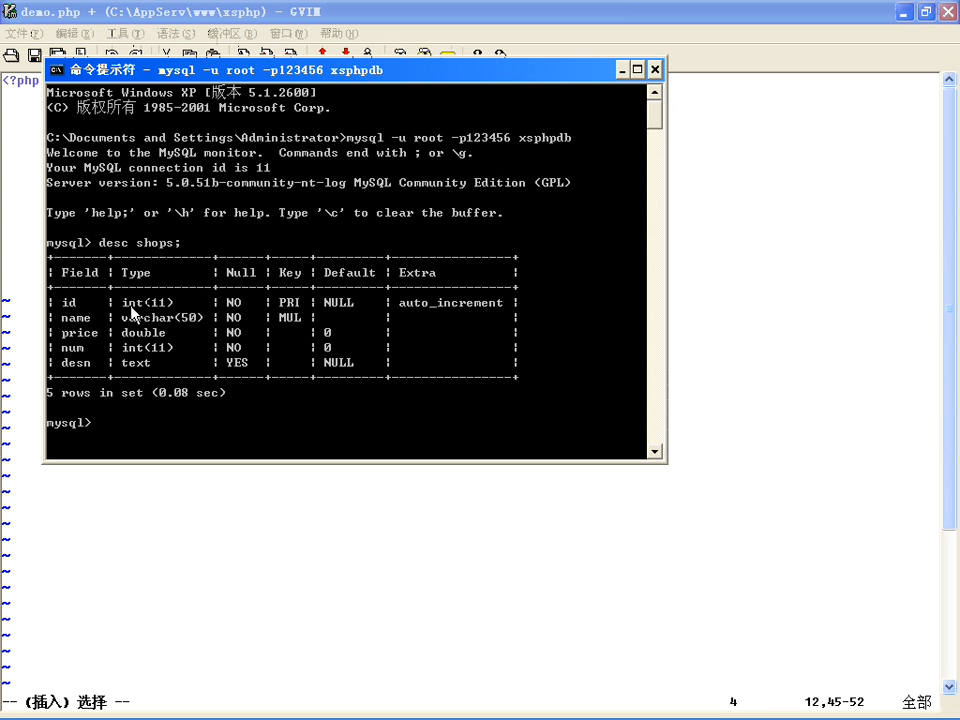 demo.php + (C:\AppServ\www\xsphp) - GVIM
文件(F) 编辑(E) 工具(T) 语法(S) 缓冲区(B) 窗口(W) 帮助(H)
<?php
命令提示符 - mysql -u root -p123456 xsphpdb
Microsoft Windows XP [版本 5.1.2600]
(C) 版权所有 1985-2001 Microsoft Corp.
C:\Documents and Settings\Administrator>mysql -u root -p123456 xsphpdb
Welcome to the MySQL monitor.  Commands end with ; or \g.
Your MySQL connection id is 11
Server version: 5.0.51b-community-nt-log MySQL Community Edition (GPL)
Type 'help;' or '\h' for help. Type '\c' to clear the buffer.
mysql> desc shops;
+-------+-------------+------+-----+---------+----------------+
| Field | Type        | Null | Key | Default | Extra          |
+-------+-------------+------+-----+---------+----------------+
| id    | int(11)     | NO   | PRI | NULL    | auto_increment |
| name  | varchar(50) | NO   | MUL |         |                |
| price | double      | NO   |     | 0       |                |
| num   | int(11)     | NO   |     | 0       |                |
| desn  | text        | YES  |     | NULL    |                |
+-------+-------------+------+-----+---------+----------------+
5 rows in set (0.08 sec)
mysql>
-- (插入) 选择 -- 4 12,45-52 全部